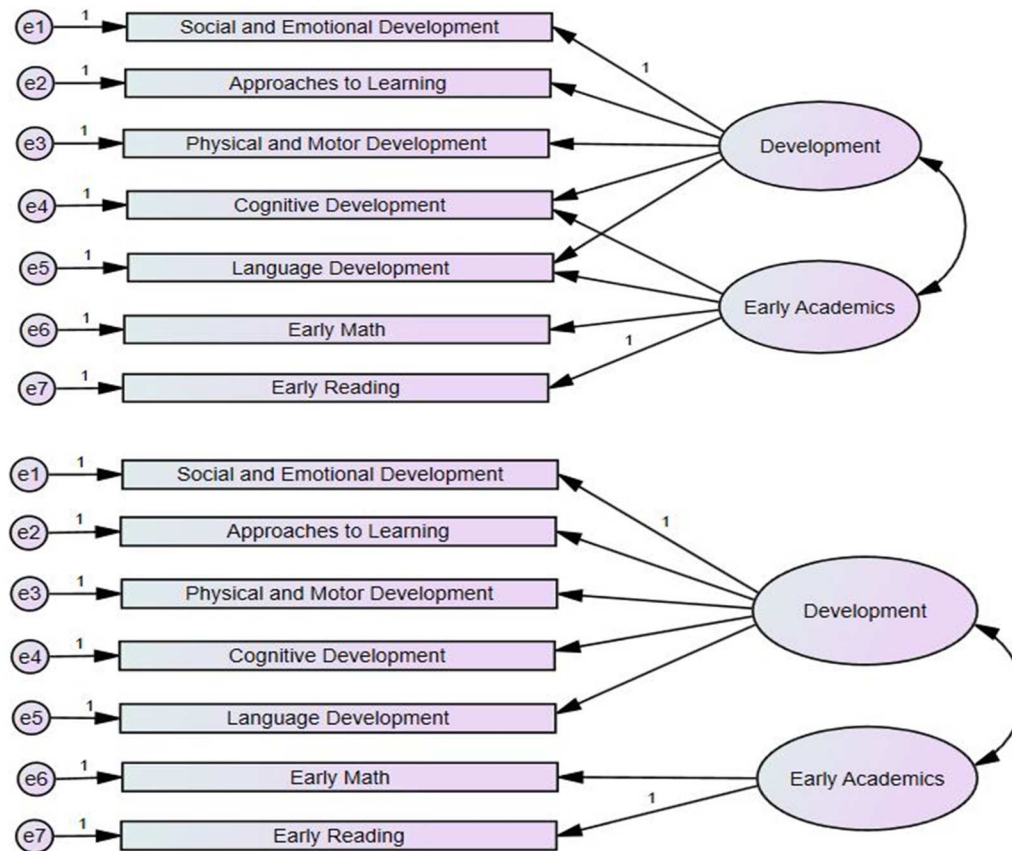 e1 1 Social and Emotional Development
1
e2 1 Approaches to Learning
Development
e3 1 Physical and Motor Development
e4 1 Cognitive Development
e5 1 Language Development
Early Academics
e6 1 Early Math
1
e7 1 Early Reading
e1 1 Social and Emotional Development
1
e2 1 Approaches to Learning
e3 1 Physical and Motor Development
Development
e4 1 Cognitive Development
e5 1 Language Development
e6 1 Early Math
Early Academics
1
e7 1 Early Reading